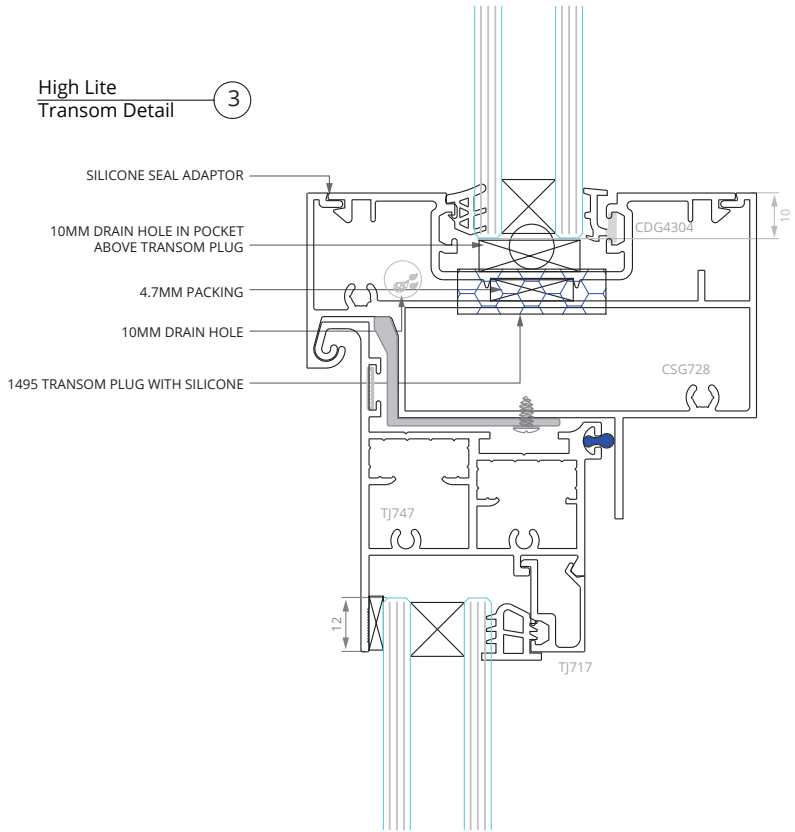 High Lite
Transom Detail
3
SILICONE SEAL ADAPTOR
10MM DRAIN HOLE IN POCKET
ABOVE TRANSOM PLUG
4.7MM PACKING
10MM DRAIN HOLE
1495 TRANSOM PLUG WITH SILICONE
CDG4304
10
CSG728
TJ747
12
TJ717